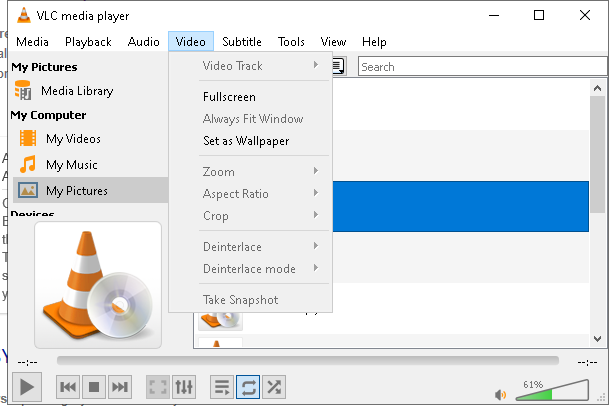 VLC media player
Media Playback Audio Video Subtitle Tools View Help
My Pictures
Media Library
My Computer
My Videos
My Music
My Pictures
Devices
Video Track
Fullscreen
Always Fit Window
Set as Wallpaper
Zoom
Aspect Ratio
Crop
Deinterlace
Deinterlace mode
Take Snapshot
Search
--:-- --:--
61%